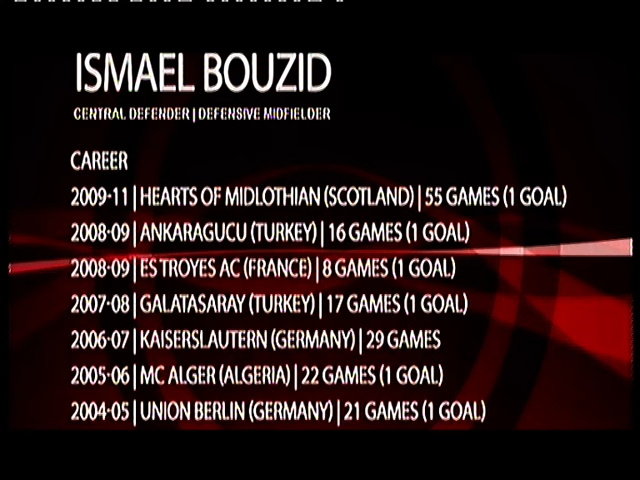 ISMAEL BOUZID
CENTRAL DEFENDER | DEFENSIVE MIDFIELDER
CAREER
2009-11 | HEARTS OF MIDLOTHIAN (SCOTLAND) | 55 GAMES (1 GOAL)
2008-09 | ANKARAGUCU (TURKEY) | 16 GAMES (1 GOAL)
2008-09 | ES TROYES AC (FRANCE) | 8 GAMES (1 GOAL)
2007-08 | GALATASARAY (TURKEY) | 17 GAMES (1 GOAL)
2006-07 | KAISERSLAUTERN (GERMANY) | 29 GAMES
2005-06 | MC ALGER (ALGERIA) | 22 GAMES (1 GOAL)
2004-05 | UNION BERLIN (GERMANY) | 21 GAMES (1 GOAL)